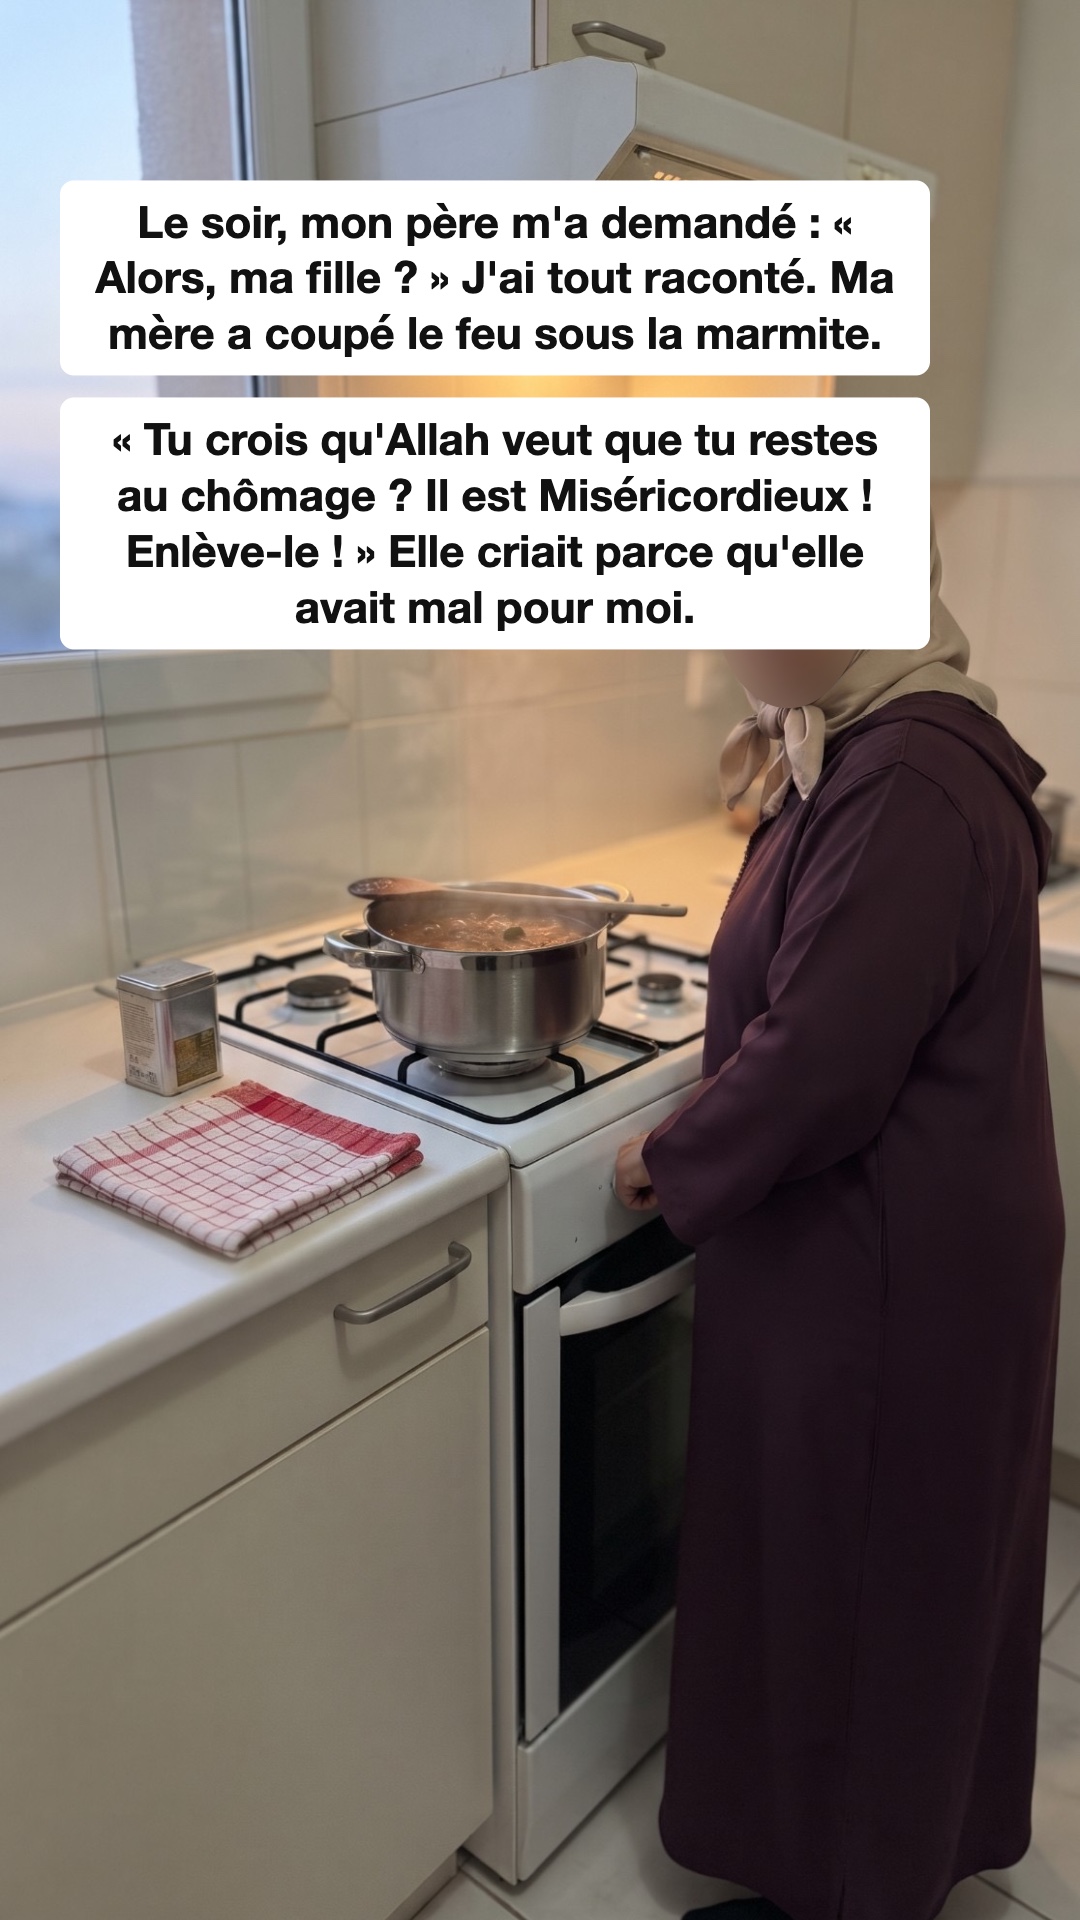 Le soir, mon père m'a demandé : «
Alors, ma fille ? » J'ai tout raconté. Ma
mère a coupé le feu sous la marmite.
« Tu crois qu'Allah veut que tu restes
au chômage ? Il est Miséricordieux !
Enlève-le ! » Elle criait parce qu'elle
avait mal pour moi.